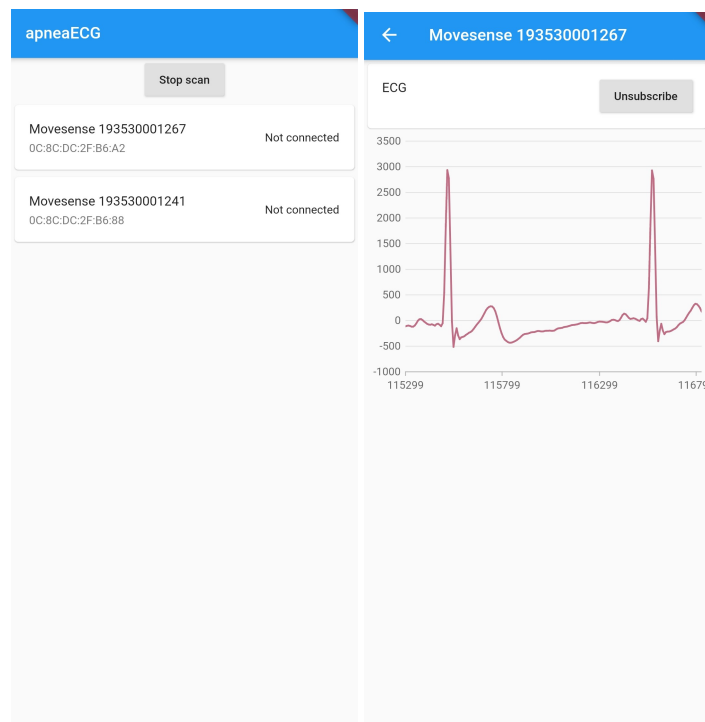 apneaECG
Stop scan
Movesense 193530001267
0C:8C:DC:2F:B6:A2
Not connected
Movesense 193530001241
0C:8C:DC:2F:B6:88
Not connected
Movesense 193530001267
ECG
Unsubscribe
3500
3000
2500
2000
1500
1000
500
0
-500
-1000
115299 115799 116299 11679